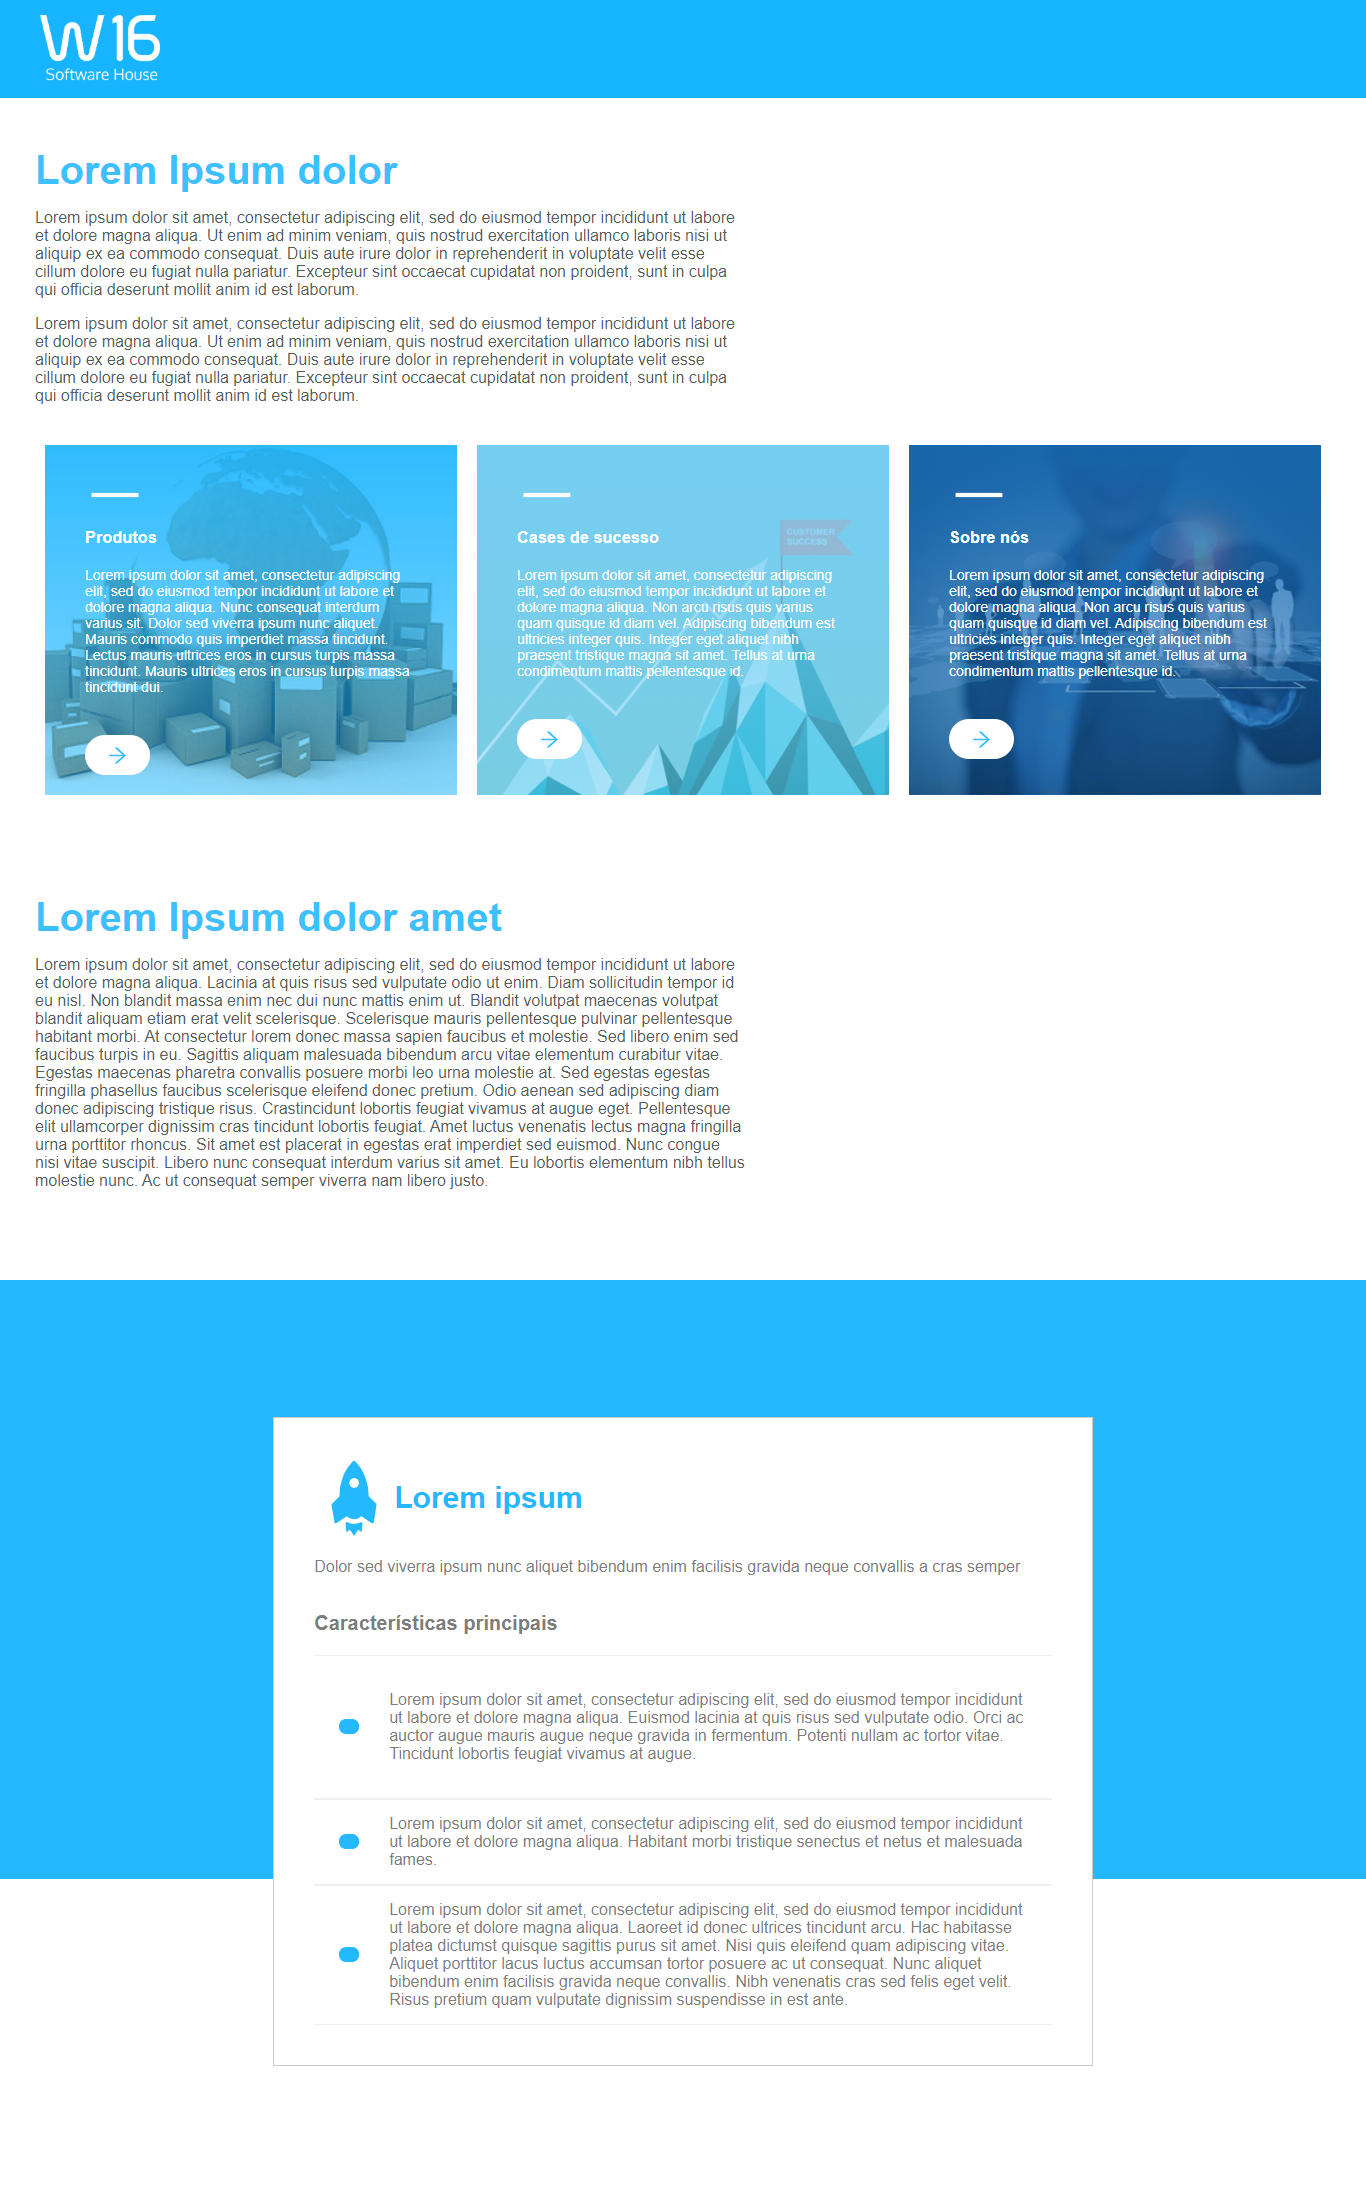 W16
Software House
Lorem Ipsum dolor
Lorem ipsum dolor sit amet, consectetur adipiscing elit, sed do eiusmod tempor incididunt ut labore
et dolore magna aliqua. Ut enim ad minim veniam, quis nostrud exercitation ullamco laboris nisi ut
aliquip ex ea commodo consequat. Duis aute irure dolor in reprehenderit in voluptate velit esse
cillum dolore eu fugiat nulla pariatur. Excepteur sint occaecat cupidatat non proident, sunt in culpa
qui officia deserunt mollit anim id est laborum.
Lorem ipsum dolor sit amet, consectetur adipiscing elit, sed do eiusmod tempor incididunt ut labore
et dolore magna aliqua. Ut enim ad minim veniam, quis nostrud exercitation ullamco laboris nisi ut
aliquip ex ea commodo consequat. Duis aute irure dolor in reprehenderit in voluptate velit esse
cillum dolore eu fugiat nulla pariatur. Excepteur sint occaecat cupidatat non proident, sunt in culpa
qui officia deserunt mollit anim id est laborum.
Produtos
Lorem ipsum dolor sit amet, consectetur adipiscing
elit, sed do eiusmod tempor incididunt ut labore et
dolore magna aliqua. Nunc consequat interdum
varius sit. Dolor sed viverra ipsum nunc aliquet.
Mauris commodo quis imperdiet massa tincidunt.
Lectus mauris ultrices eros in cursus turpis massa
tincidunt. Mauris ultrices eros in cursus turpis massa
tincidunt dui.
CUSTOMER
SUCCESS
Cases de sucesso
Lorem ipsum dolor sit amet, consectetur adipiscing
elit, sed do eiusmod tempor incididunt ut labore et
dolore magna aliqua. Non arcu risus quis varius
quam quisque id diam vel. Adipiscing bibendum est
ultricies integer quis. Integer eget aliquet nibh
praesent tristique magna sit amet. Tellus at urna
condimentum mattis pellentesque id.
Sobre nós
Lorem ipsum dolor sit amet, consectetur adipiscing
elit, sed do eiusmod tempor incididunt ut labore et
dolore magna aliqua. Non arcu risus quis varius
quam quisque id diam vel. Adipiscing bibendum est
ultricies integer quis. Integer eget aliquet nibh
praesent tristique magna sit amet. Tellus at urna
condimentum mattis pellentesque id.
Lorem Ipsum dolor amet
Lorem ipsum dolor sit amet, consectetur adipiscing elit, sed do eiusmod tempor incididunt ut labore
et dolore magna aliqua. Lacinia at quis risus sed vulputate odio ut enim. Diam sollicitudin tempor id
eu nisl. Non blandit massa enim nec dui nunc mattis enim ut. Blandit volutpat maecenas volutpat
blandit aliquam etiam erat velit scelerisque. Scelerisque mauris pellentesque pulvinar pellentesque
habitant morbi. At consectetur lorem donec massa sapien faucibus et molestie. Sed libero enim sed
faucibus turpis in eu. Sagittis aliquam malesuada bibendum arcu vitae elementum curabitur vitae.
Egestas maecenas pharetra convallis posuere morbi leo urna molestie at. Sed egestas egestas
fringilla phasellus faucibus scelerisque eleifend donec pretium. Odio aenean sed adipiscing diam
donec adipiscing tristique risus. Crastincidunt lobortis feugiat vivamus at augue eget. Pellentesque
elit ullamcorper dignissim cras tincidunt lobortis feugiat. Amet luctus venenatis lectus magna fringilla
urna porttitor rhoncus. Sit amet est placerat in egestas erat imperdiet sed euismod. Nunc congue
nisi vitae suscipit. Libero nunc consequat interdum varius sit amet. Eu lobortis elementum nibh tellus
molestie nunc. Ac ut consequat semper viverra nam libero justo.
Lorem ipsum
Dolor sed viverra ipsum nunc aliquet bibendum enim facilisis gravida neque convallis a cras semper
Características principais
Lorem ipsum dolor sit amet, consectetur adipiscing elit, sed do eiusmod tempor incididunt
ut labore et dolore magna aliqua. Euismod lacinia at quis risus sed vulputate odio. Orci ac
auctor augue mauris augue neque gravida in fermentum. Potenti nullam ac tortor vitae.
Tincidunt lobortis feugiat vivamus at augue.
Lorem ipsum dolor sit amet, consectetur adipiscing elit, sed do eiusmod tempor incididunt
ut labore et dolore magna aliqua. Habitant morbi tristique senectus et netus et malesuada
fames.
Lorem ipsum dolor sit amet, consectetur adipiscing elit, sed do eiusmod tempor incididunt
ut labore et dolore magna aliqua. Laoreet id donec ultrices tincidunt arcu. Hac habitasse
platea dictumst quisque sagittis purus sit amet. Nisi quis eleifend quam adipiscing vitae.
Aliquet porttitor lacus luctus accumsan tortor posuere ac ut consequat. Nunc aliquet
bibendum enim facilisis gravida neque convallis. Nibh venenatis cras sed felis eget velit.
Risus pretium quam vulputate dignissim suspendisse in est ante.